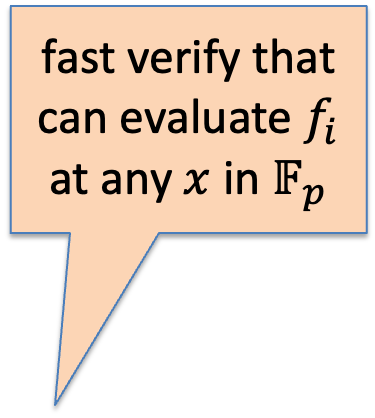 fast verify that
can evaluate 𝑓ᵢ
at any 𝑥 in 𝔽ₚ